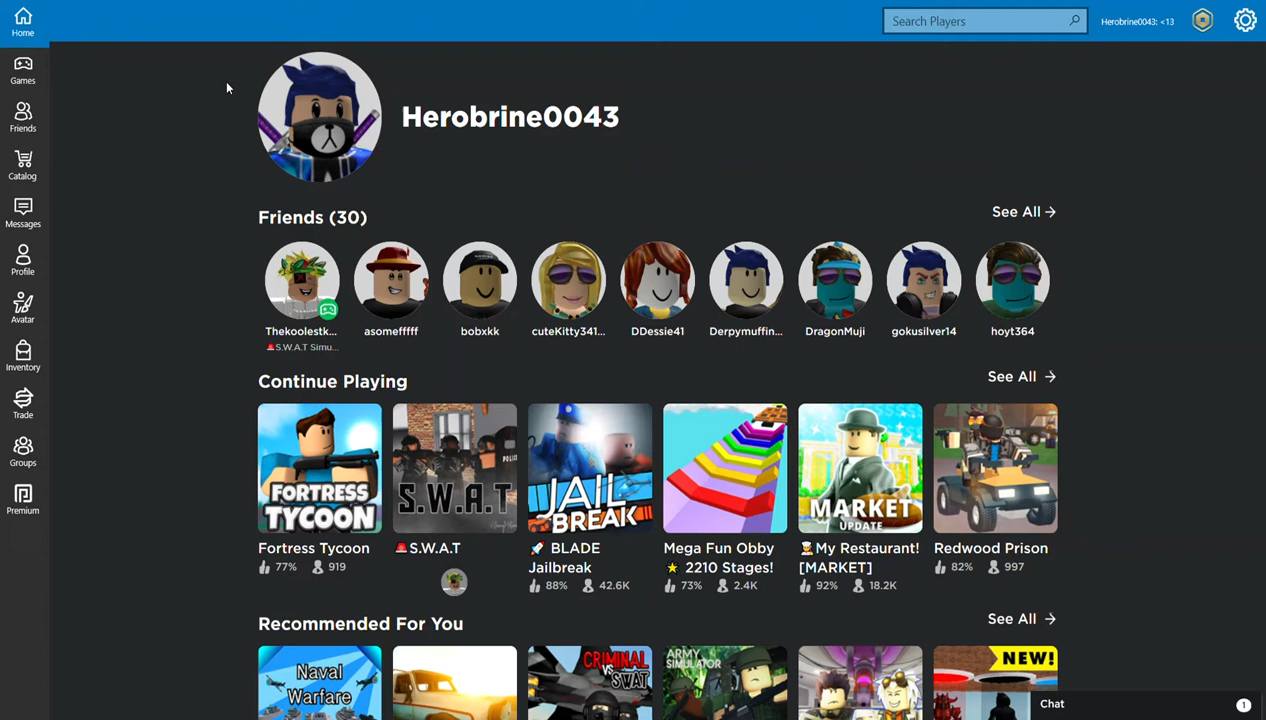 Home
Search Players
Herobrine0043: <13
Games
Friends
Catalog
Messages
Profile
Avatar
Inventory
Trade
Groups
Premium
Herobrine0043
Friends (30)
See All →
Thekoolestk...
🚨S.W.A.T Simu...
asomefffff
bobxkk
cuteKitty341...
DDessie41
Derpymuffin...
DragonMuji
gokusilver14
hoyt364
Continue Playing
See All →
FORTRESS
TYCOON
Fortress Tycoon
77% 919
POLICE
S.W.A.T
🚨S.W.A.T
JAIL
BREAK
🚀 BLADE
Jailbreak
88% 42.6K
Mega Fun Obby
⭐ 2210 Stages!
73% 2.4K
MARKET
UPDATE
👨‍🍳My Restaurant!
[MARKET]
92% 18.2K
Redwood Prison
82% 997
Recommended For You
See All →
Naval
Warfare
CRIMINAL
VS
SWAT
ARMY
SIMULATOR
NEW!
Chat
1